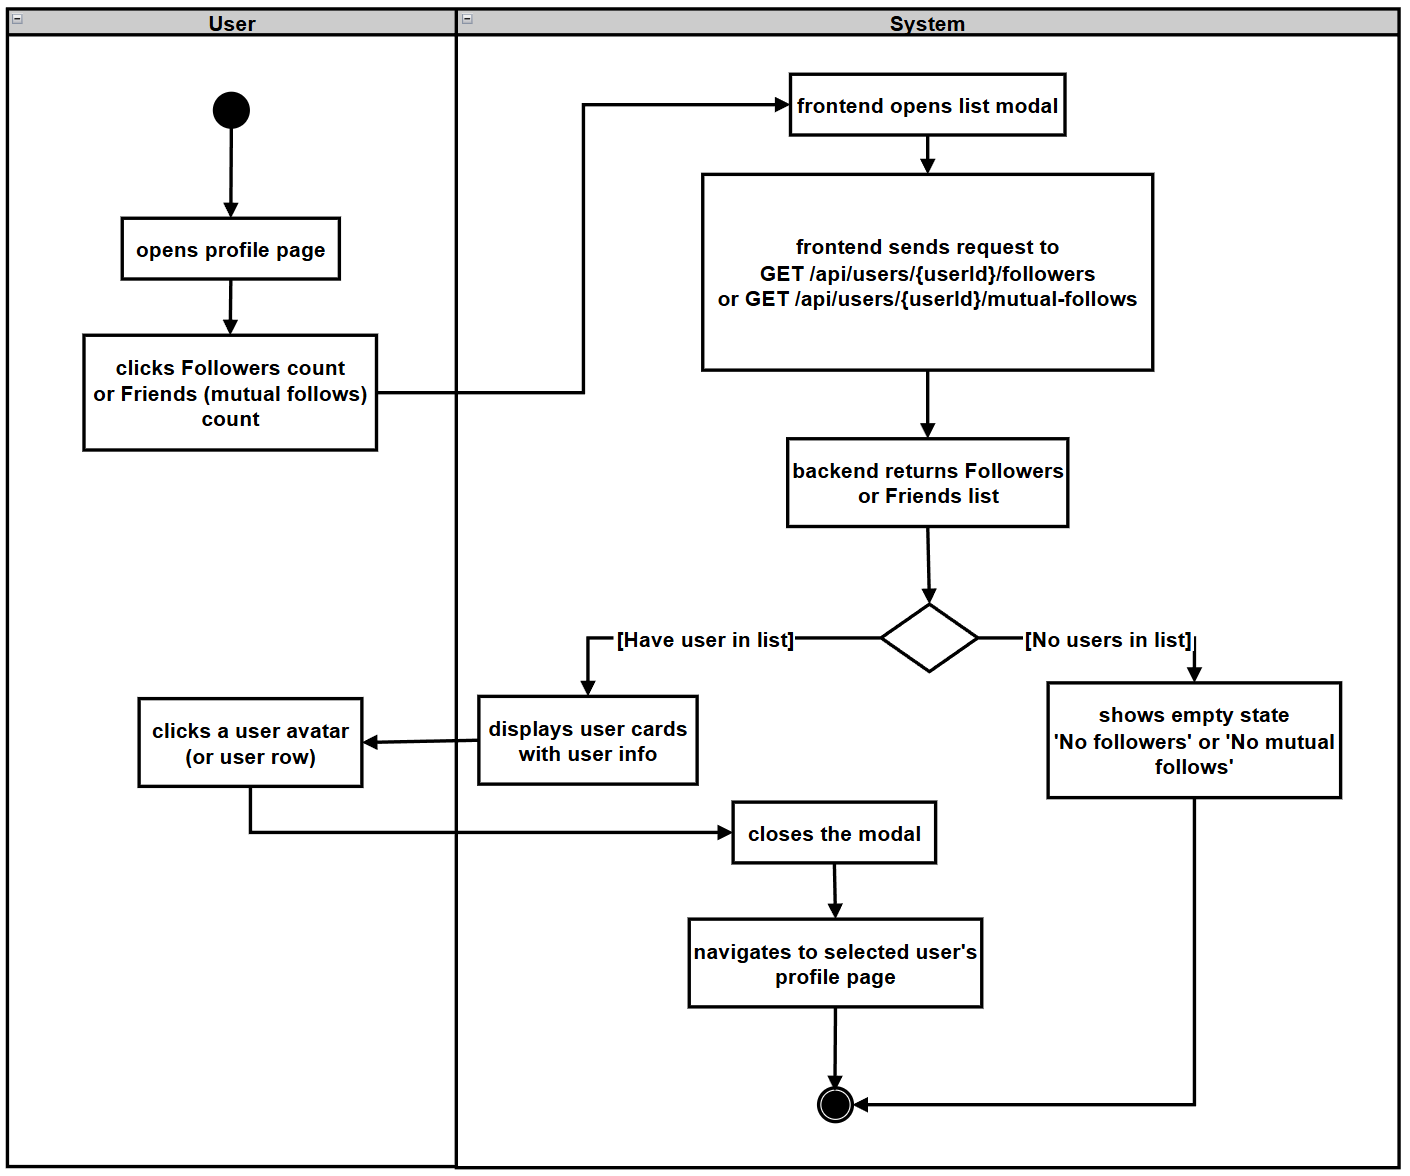 User
System
opens profile page
clicks Followers count
or Friends (mutual follows)
count
frontend opens list modal
frontend sends request to
GET /api/users/{userId}/followers
or GET /api/users/{userId}/mutual-follows
backend returns Followers
or Friends list
[Have user in list]
[No users in list]
displays user cards
with user info
clicks a user avatar
(or user row)
shows empty state
'No followers' or 'No mutual
follows'
closes the modal
navigates to selected user's
profile page